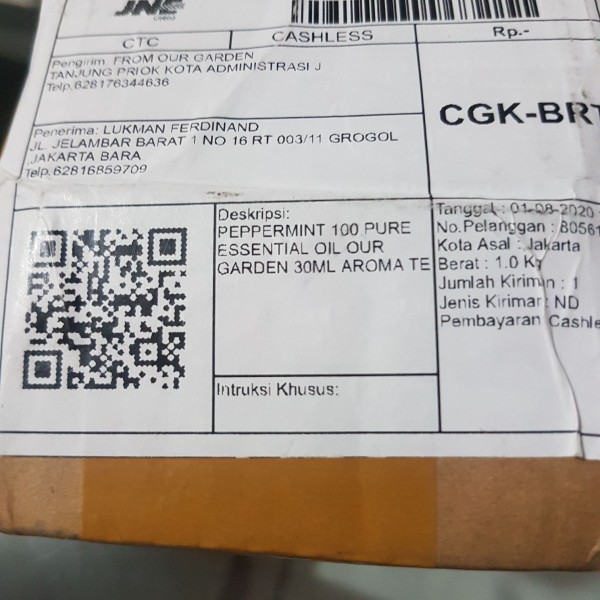 JNE
CTC CASHLESS Rp.-
Pengirim: FROM OUR GARDEN
TANJUNG PRIOK KOTA ADMINISTRASI J
Telp.628176344636
CGK-BRT
Penerima: LUKMAN FERDINAND
JL. JELAMBAR BARAT 1 NO 16 RT 003/11 GROGOL
,JAKARTA BARA
Telp.62816859709
Deskripsi:
PEPPERMINT 100 PURE
ESSENTIAL OIL OUR
GARDEN 30ML AROMA TE
Intruksi Khusus:
Tanggal : 01-08-2020
No.Pelanggan : 80561
Kota Asal : Jakarta
Berat : 1.0 Kg
Jumlah Kiriman : 1
Jenis Kiriman : ND
Pembayaran Cashle